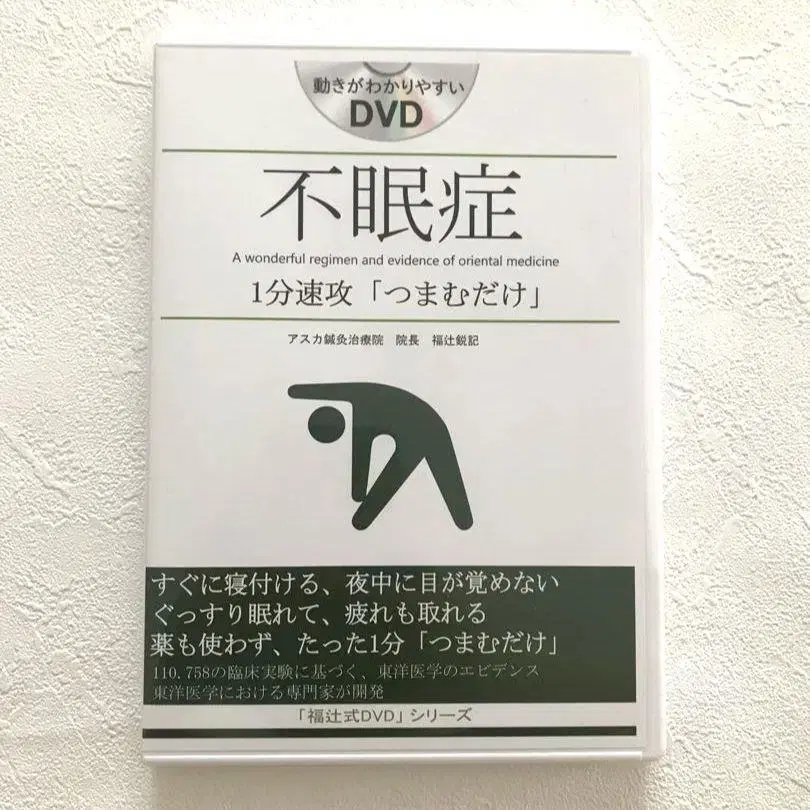 動きがわかりやすい
DVD
不眠症
A wonderful regimen and evidence of oriental medicine
1分速攻「つまむだけ」
アスカ鍼灸治療院 院長 福辻鋭記
すぐに寝付ける、夜中に目が覚めない
ぐっすり眠れて、疲れも取れる
薬も使わず、たった1分「つまむだけ」
110.758の臨床実験に基づく、東洋医学のエビデンス
東洋医学における専門家が開発
「福辻式DVD」シリーズ